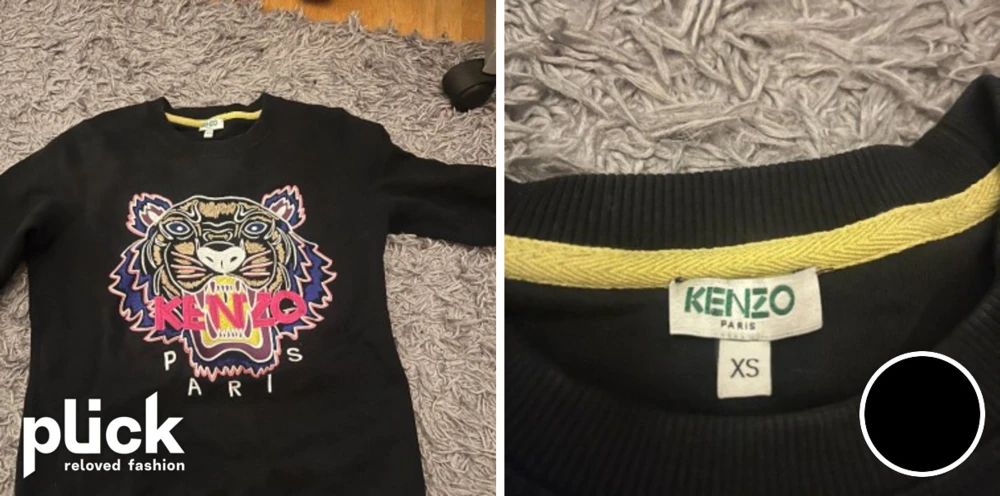 KENZO
P S
A R I
plick
reloved fashion
KENZO
PARIS
XS